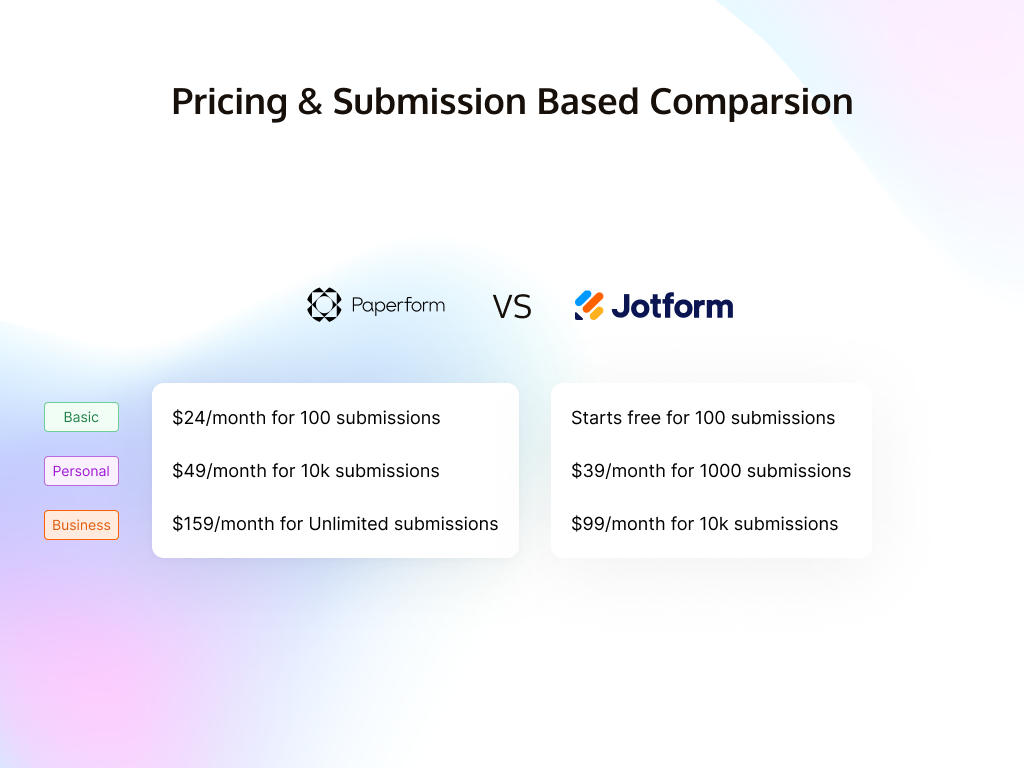 Pricing & Submission Based Comparsion
Paperform VS Jotform
Basic $24/month for 100 submissions Starts free for 100 submissions
Personal $49/month for 10k submissions $39/month for 1000 submissions
Business $159/month for Unlimited submissions $99/month for 10k submissions